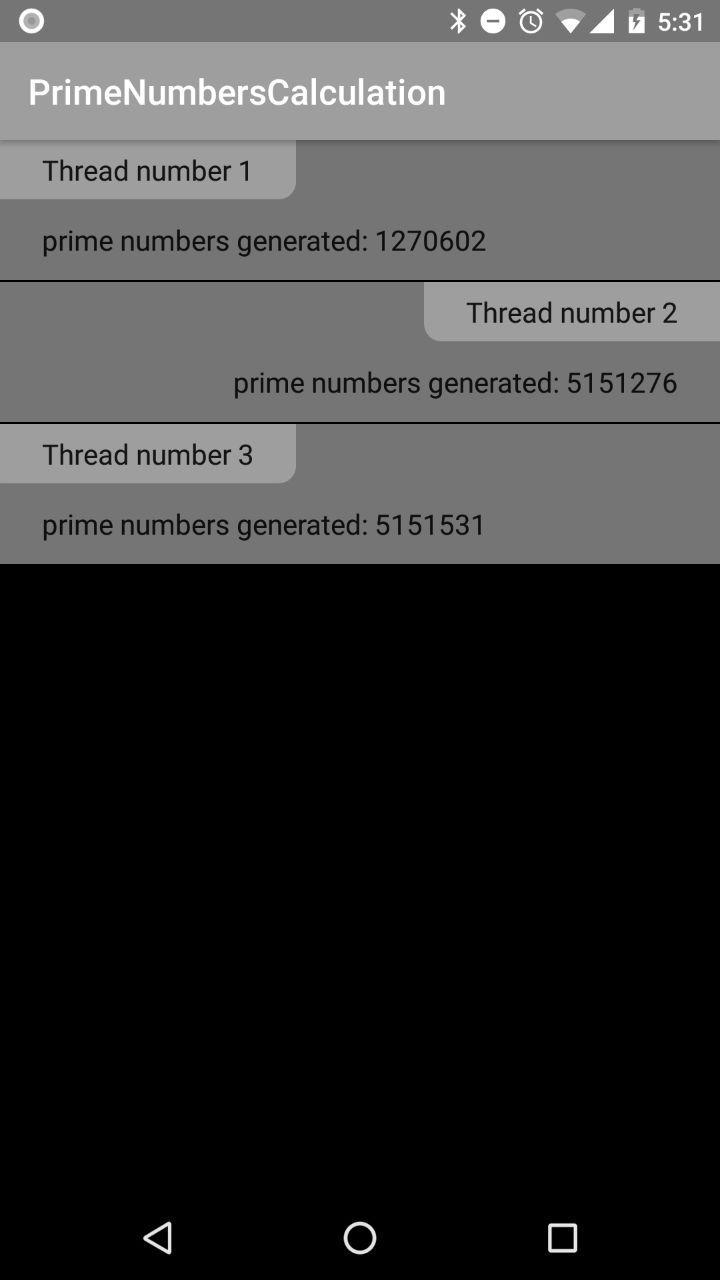 5:31
PrimeNumbersCalculation
Thread number 1
prime numbers generated: 1270602
Thread number 2
prime numbers generated: 5151276
Thread number 3
prime numbers generated: 5151531